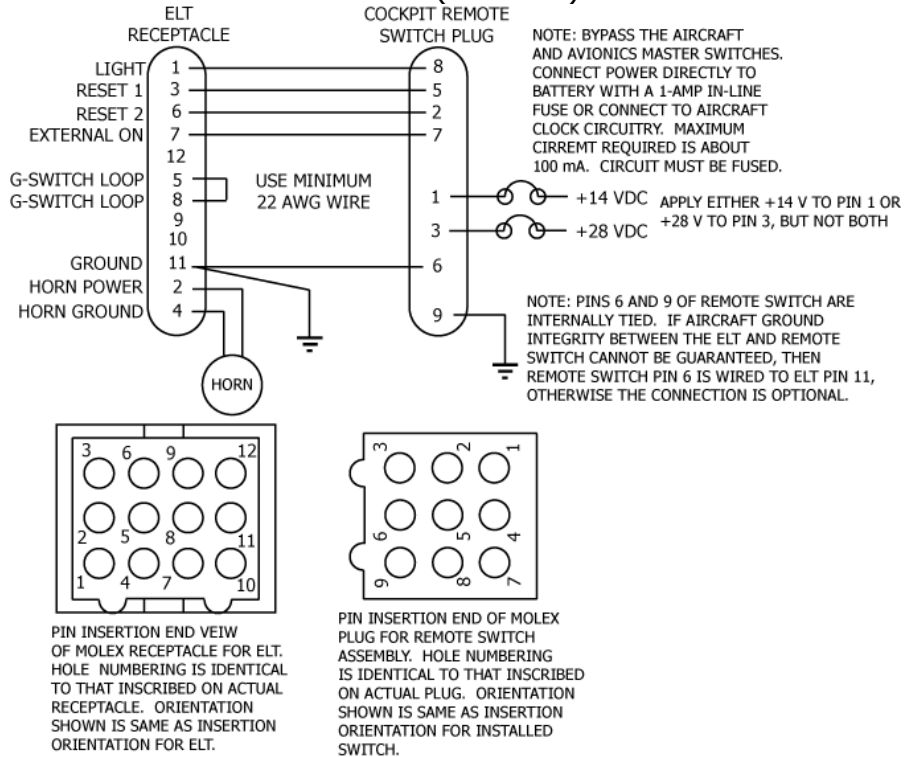 ELT
RECEPTACLE
COCKPIT REMOTE
SWITCH PLUG
LIGHT 1 8
RESET 1 3 5
RESET 2 6 2
EXTERNAL ON 7 7
12
G-SWITCH LOOP 5
G-SWITCH LOOP 8
9
10
GROUND 11 6
HORN POWER 2
HORN GROUND 4 9
USE MINIMUM
22 AWG WIRE
HORN
NOTE: BYPASS THE AIRCRAFT
AND AVIONICS MASTER SWITCHES.
CONNECT POWER DIRECTLY TO
BATTERY WITH A 1-AMP IN-LINE
FUSE OR CONNECT TO AIRCRAFT
CLOCK CIRCUITRY. MAXIMUM
CIRREMT REQUIRED IS ABOUT
100 mA. CIRCUIT MUST BE FUSED.
1 +14 VDC
3 +28 VDC
APPLY EITHER +14 V TO PIN 1 OR
+28 V TO PIN 3, BUT NOT BOTH
NOTE: PINS 6 AND 9 OF REMOTE SWITCH ARE
INTERNALLY TIED. IF AIRCRAFT GROUND
INTEGRITY BETWEEN THE ELT AND REMOTE
SWITCH CANNOT BE GUARANTEED, THEN
REMOTE SWITCH PIN 6 IS WIRED TO ELT PIN 11,
OTHERWISE THE CONNECTION IS OPTIONAL.
3 6 9 12
2 5 8 11
1 4 7 10
PIN INSERTION END VEIW
OF MOLEX RECEPTACLE FOR ELT.
HOLE NUMBERING IS IDENTICAL
TO THAT INSCRIBED ON ACTUAL
RECEPTACLE. ORIENTATION
SHOWN IS SAME AS INSERTION
ORIENTATION FOR ELT.
3 2 1
6 5 4
9 8 7
PIN INSERTION END OF MOLEX
PLUG FOR REMOTE SWITCH
ASSEMBLY. HOLE NUMBERING
IS IDENTICAL TO THAT INSCRIBED
ON ACTUAL PLUG. ORIENTATION
SHOWN IS SAME AS INSERTION
ORIENTATION FOR INSTALLED
SWITCH.